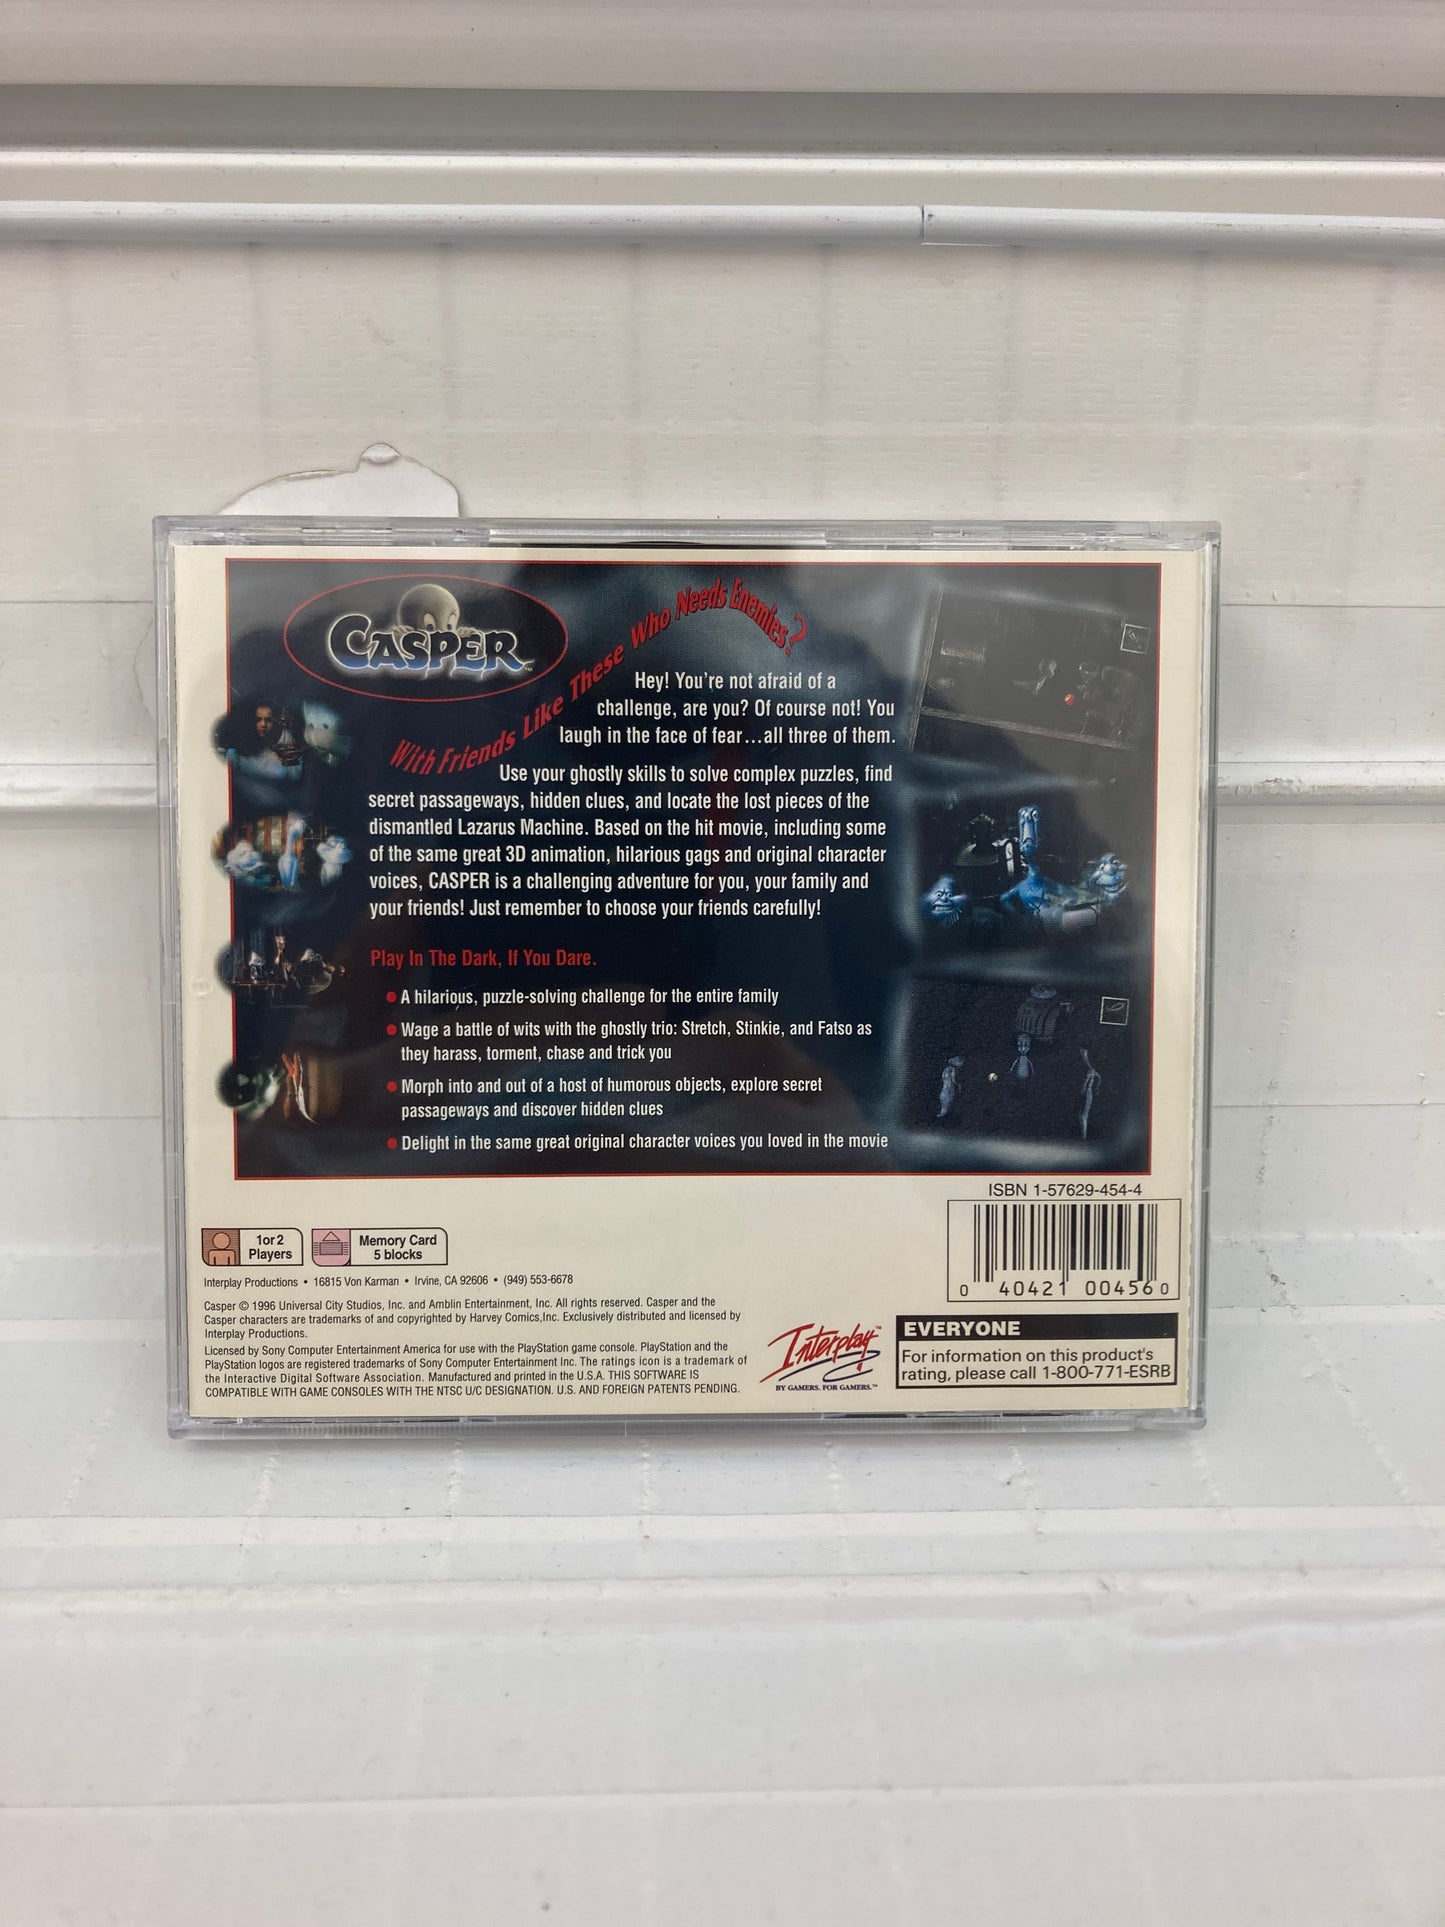 CASPER™
With Friends Like These Who Needs Enemies?
Hey! You're not afraid of a
challenge, are you? Of course not! You
laugh in the face of fear...all three of them.
Use your ghostly skills to solve complex puzzles, find
secret passageways, hidden clues, and locate the lost pieces of the
dismantled Lazarus Machine. Based on the hit movie, including some
of the same great 3D animation, hilarious gags and original character
voices, CASPER is a challenging adventure for you, your family and
your friends! Just remember to choose your friends carefully!
Play In The Dark, If You Dare.
● A hilarious, puzzle-solving challenge for the entire family
● Wage a battle of wits with the ghostly trio: Stretch, Stinkie, and Fatso as
they harass, torment, chase and trick you
● Morph into and out of a host of humorous objects, explore secret
passageways and discover hidden clues
● Delight in the same great original character voices you loved in the movie
ISBN 1-57629-454-4
0 40421 00456 0
1 or 2
Players
Memory Card
5 blocks
Interplay Productions • 16815 Von Karman • Irvine, CA 92606 • (949) 553-6678
Casper © 1996 Universal City Studios, Inc. and Amblin Entertainment, Inc. All rights reserved. Casper and the
Casper characters are trademarks of and copyrighted by Harvey Comics,Inc. Exclusively distributed and licensed by
Interplay Productions.
Licensed by Sony Computer Entertainment America for use with the PlayStation game console. PlayStation and the
PlayStation logos are registered trademarks of Sony Computer Entertainment Inc. The ratings icon is a trademark of
the Interactive Digital Software Association. Manufactured and printed in the U.S.A. THIS SOFTWARE IS
COMPATIBLE WITH GAME CONSOLES WITH THE NTSC U/C DESIGNATION. U.S. AND FOREIGN PATENTS PENDING.
Interplay™
BY GAMERS. FOR GAMERS.™
EVERYONE
For information on this product's
rating, please call 1-800-771-ESRB